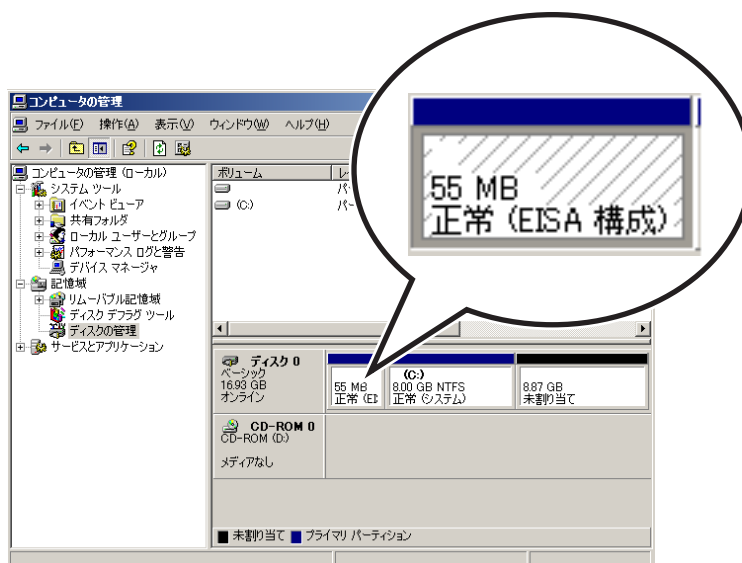 コンピュータの管理
ファイル(F) 操作(A) 表示(V) ウィンドウ(W) ヘルプ(H)
コンピュータの管理 (ローカル)
システム ツール
イベント ビューア
共有フォルダ
ローカル ユーザーとグループ
パフォーマンス ログと警告
デバイス マネージャ
記憶域
リムーバブル記憶域
ディスク デフラグ ツール
ディスクの管理
サービスとアプリケーション
ボリューム
(C:)
55 MB
正常 (EISA 構成)
ディスク 0
ベーシック
16.93 GB
オンライン
55 MB
正常 (EI
(C:)
8.00 GB NTFS
正常 (システム)
8.87 GB
未割り当て
CD-ROM 0
CD-ROM (D:)
メディアなし
未割り当て プライマリ パーティション